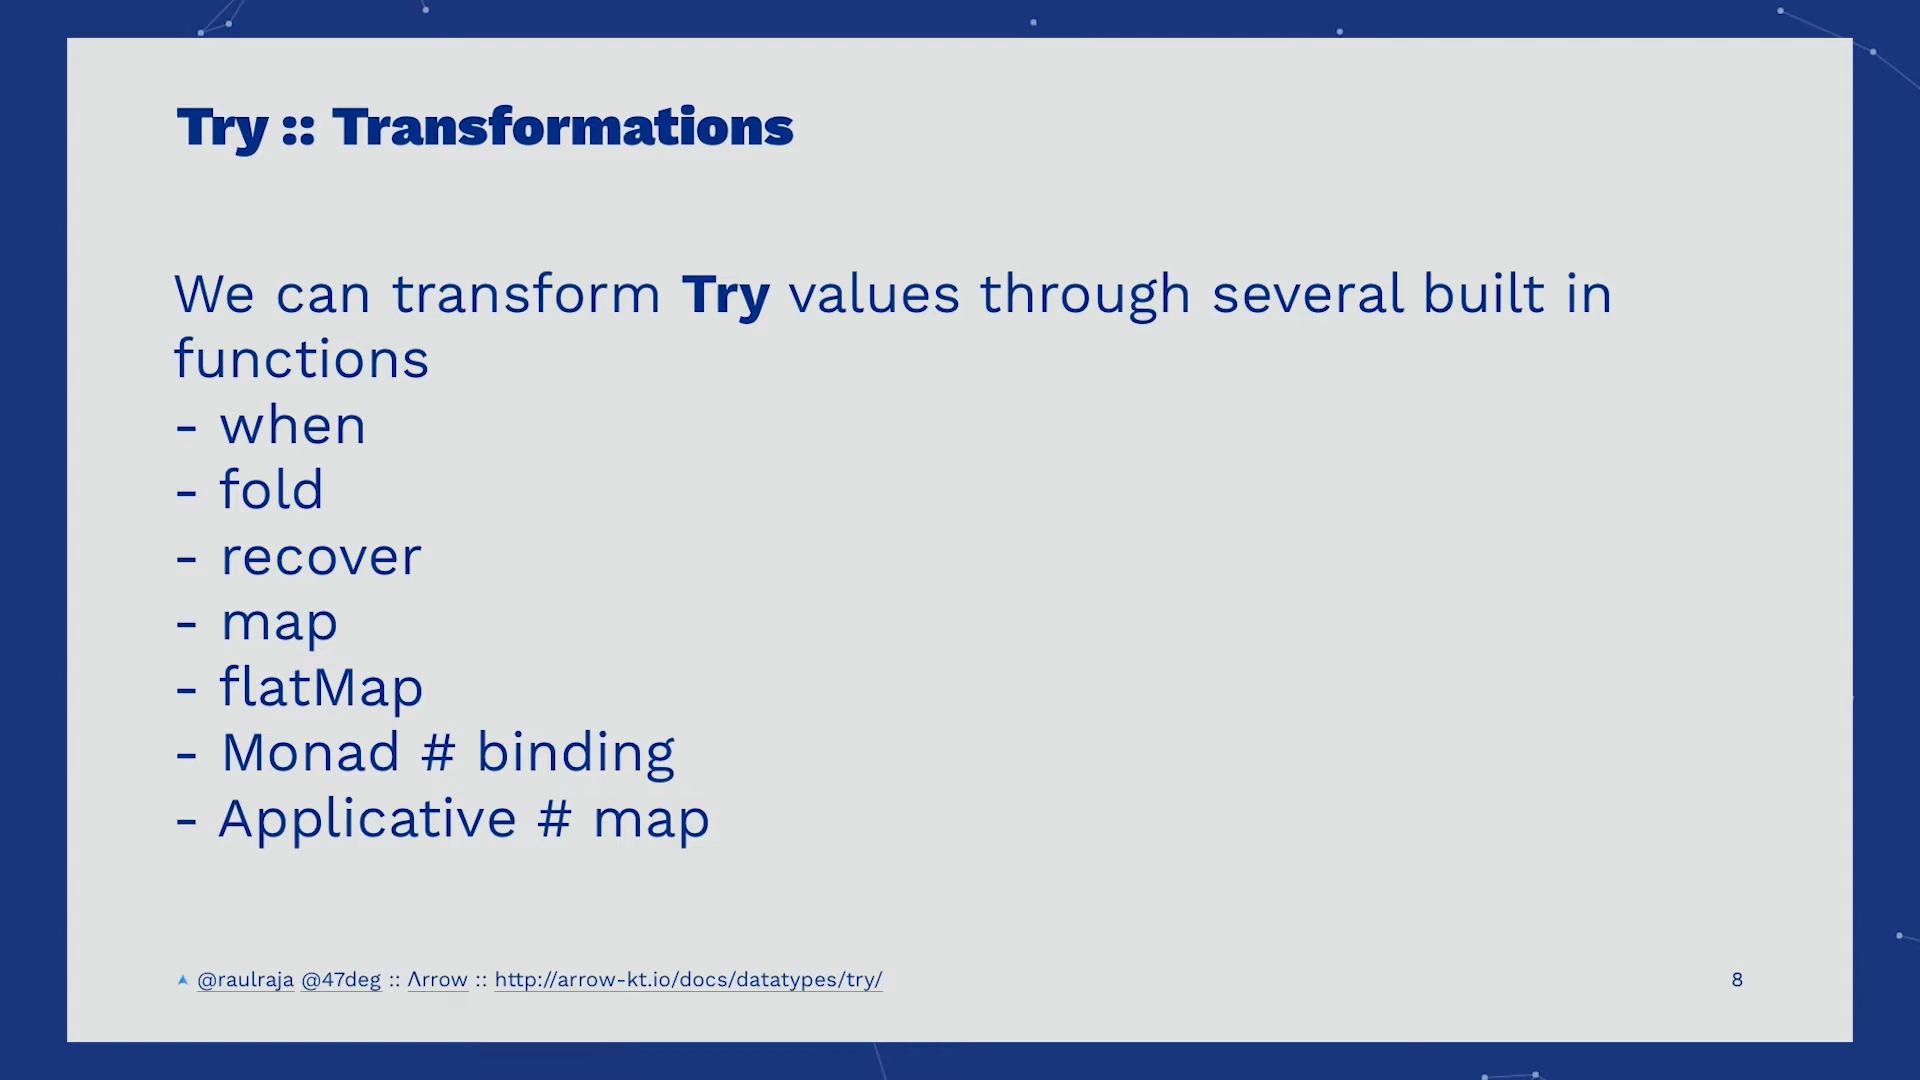 Try :: Transformations
We can transform Try values through several built in
functions
- when
- fold
- recover
- map
- flatMap
- Monad # binding
- Applicative # map
@raulraja @47deg :: Λrrow :: http://arrow-kt.io/docs/datatypes/try/
8